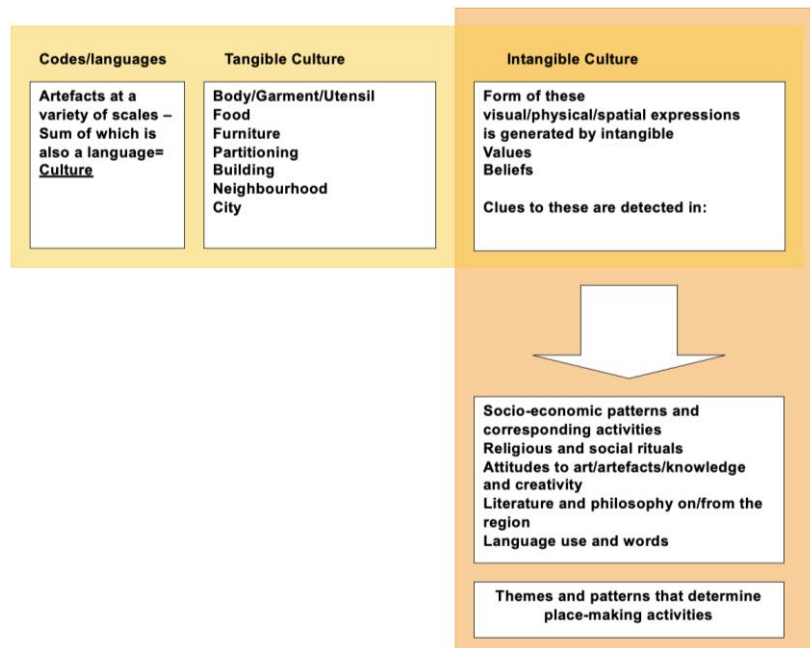 Codes/languages
Artefacts at a
variety of scales –
Sum of which is
also a language=
Culture
Tangible Culture
Body/Garment/Utensil
Food
Furniture
Partitioning
Building
Neighbourhood
City
Intangible Culture
Form of these
visual/physical/spatial expressions
is generated by intangible
Values
Beliefs
Clues to these are detected in:
Socio-economic patterns and
corresponding activities
Religious and social rituals
Attitudes to art/artefacts/knowledge
and creativity
Literature and philosophy on/from the
region
Language use and words
Themes and patterns that determine
place-making activities